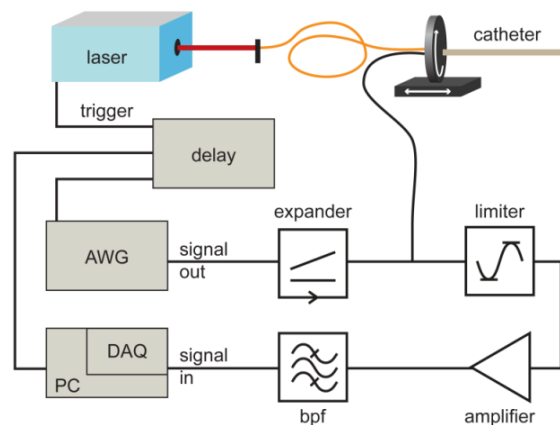 laser
catheter
trigger
delay
expander
limiter
AWG
signal
out
DAQ
PC
signal
in
bpf
amplifier